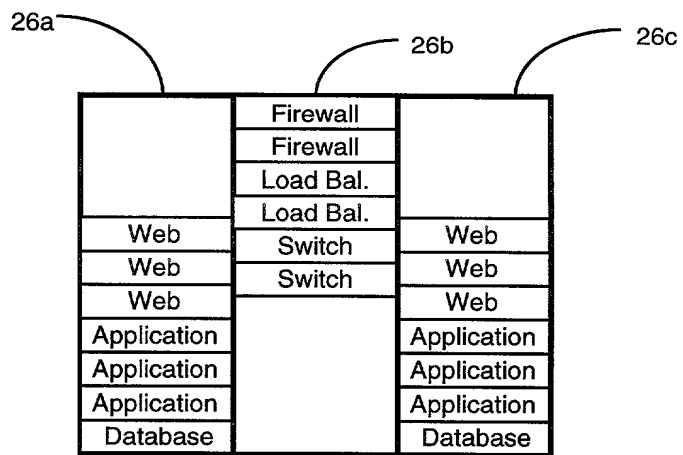 26a
26b
26c
Firewall
Firewall
Load Bal.
Load Bal.
Switch
Switch
Web
Web
Web
Application
Application
Application
Database
Web
Web
Web
Application
Application
Application
Database